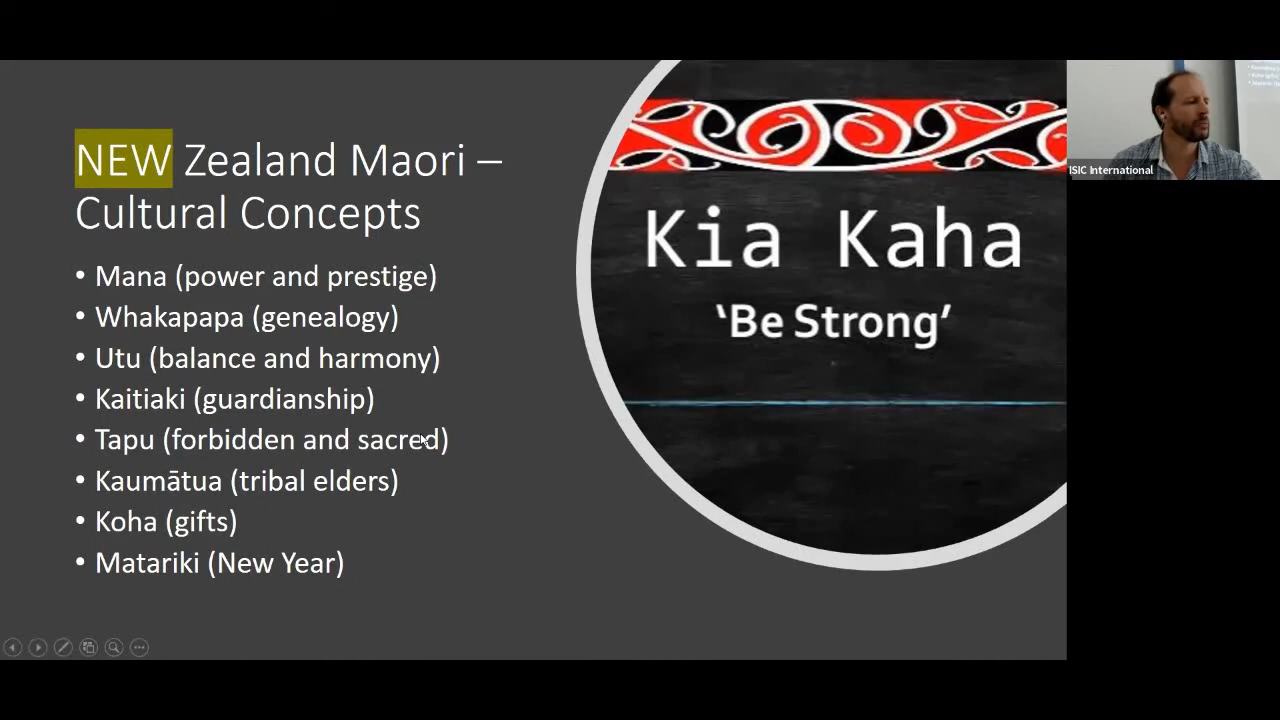 NEW Zealand Maori –
Cultural Concepts
• Mana (power and prestige)
• Whakapapa (genealogy)
• Utu (balance and harmony)
• Kaitiaki (guardianship)
• Tapu (forbidden and sacred)
• Kaumātua (tribal elders)
• Koha (gifts)
• Matariki (New Year)
Kia Kaha
‘Be Strong’
ISIC International